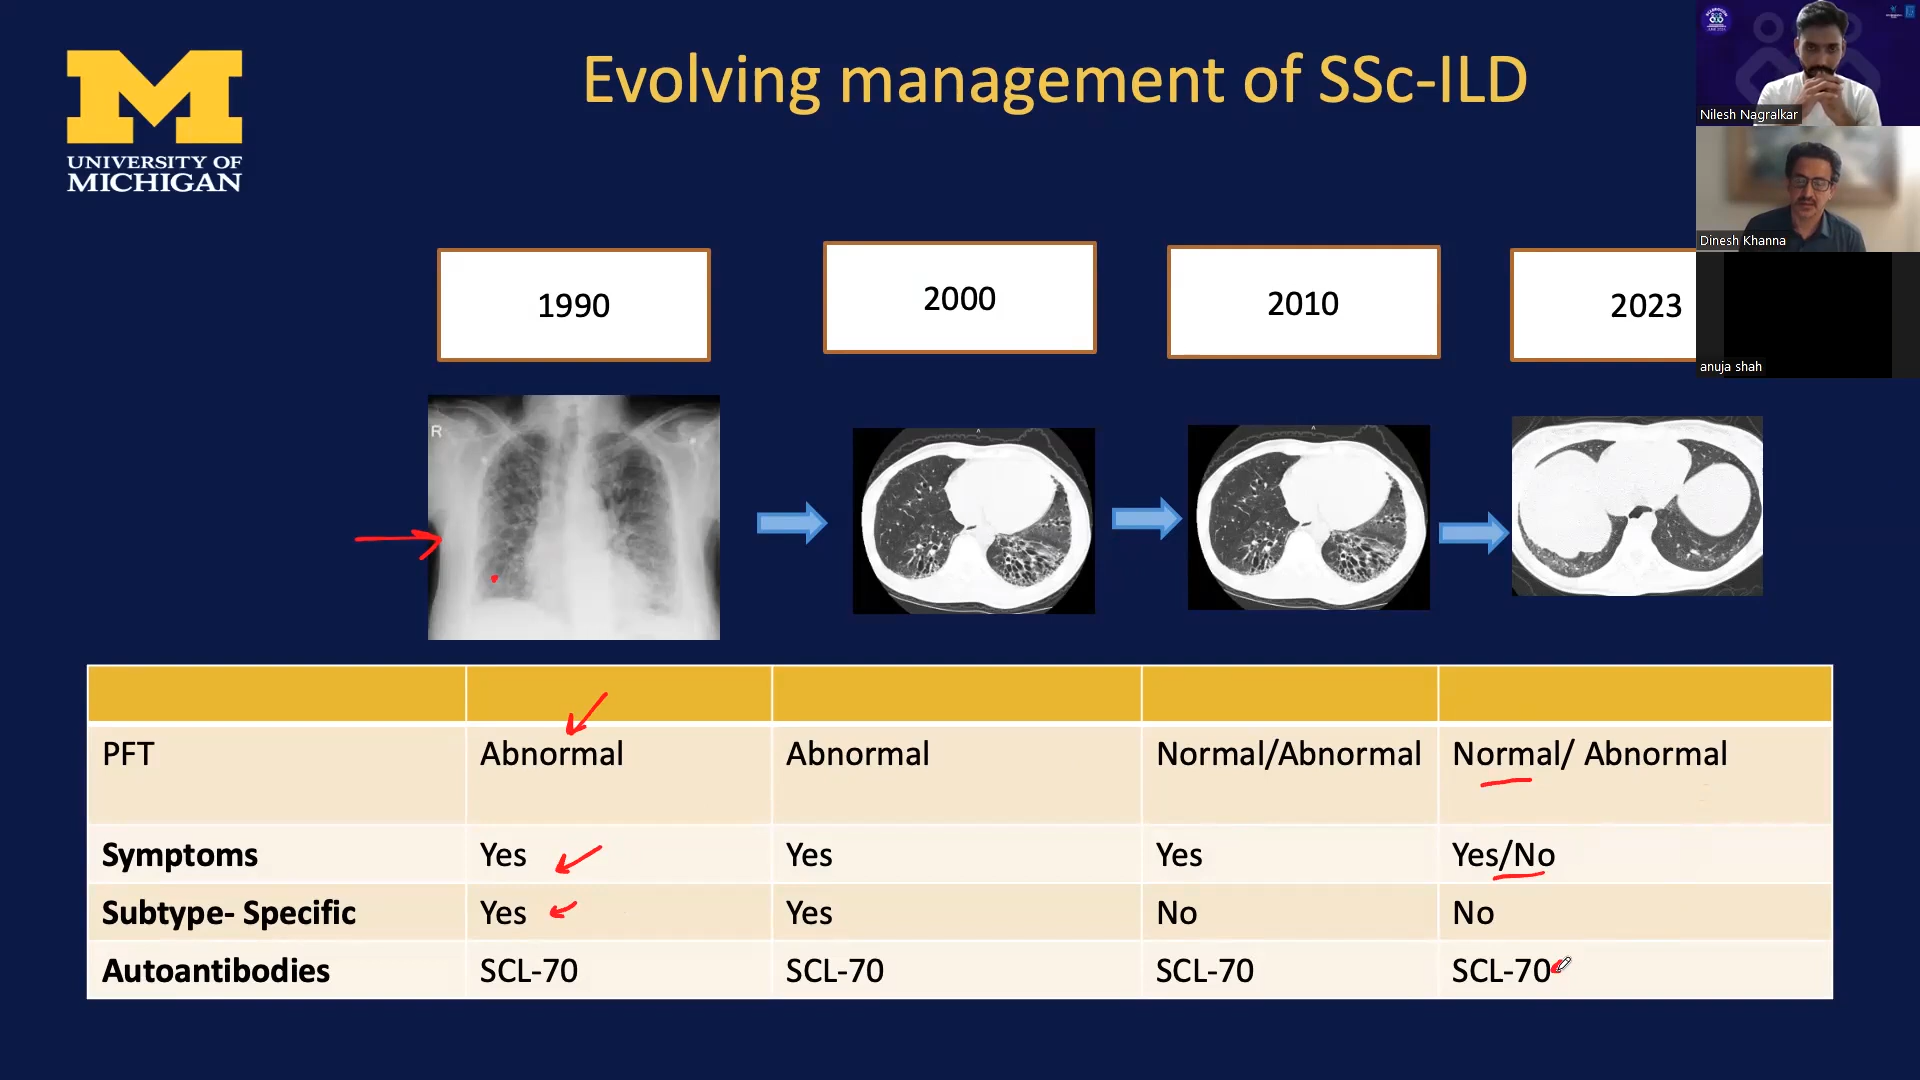 Evolving management of SSc-ILD
M
UNIVERSITY OF
MICHIGAN
Nilesh Nagralkar
Dinesh Khanna
anuja shah
1990
2000
2010
2023
R
PFT Abnormal Abnormal Normal/Abnormal Normal/ Abnormal
Symptoms Yes Yes Yes Yes/No
Subtype- Specific Yes Yes No No
Autoantibodies SCL-70 SCL-70 SCL-70 SCL-70